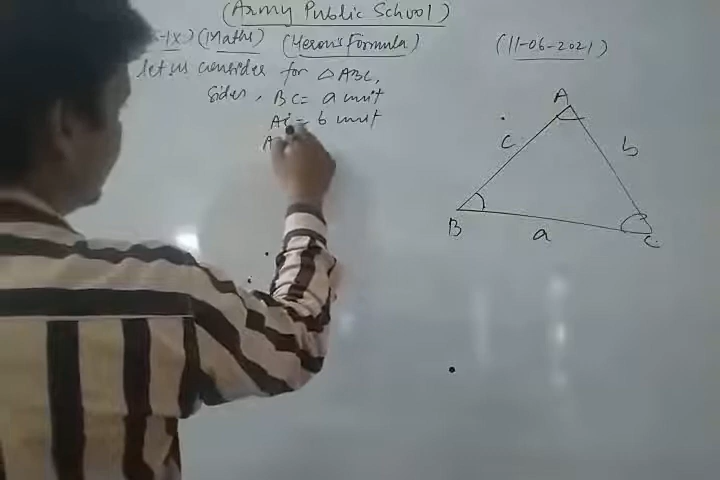 (Army Public School)
-IX) (Maths) (Heron's Formula) (11-06-2021)
let us consider for △ABC,
Sides, BC = a unit
AC = b unit
A
A
c
b
B
a
C